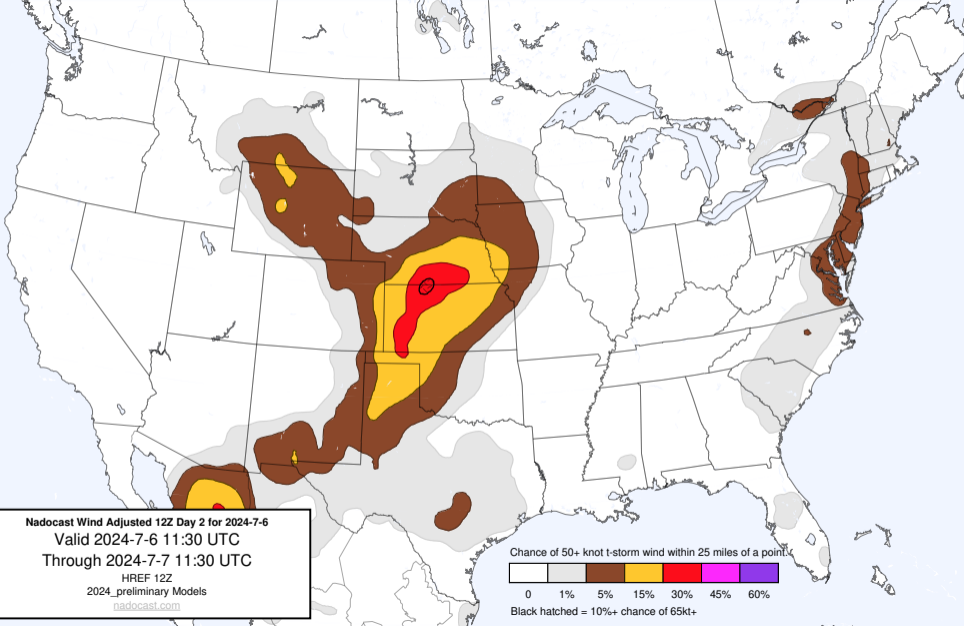 Nadocast Wind Adjusted 12Z Day 2 for 2024-7-6
Valid 2024-7-6 11:30 UTC
Through 2024-7-7 11:30 UTC
HREF 12Z
2024_preliminary Models
nadocast.com
Chance of 50+ knot t-storm wind within 25 miles of a point.
0 1% 5% 15% 30% 45% 60%
Black hatched = 10%+ chance of 65kt+